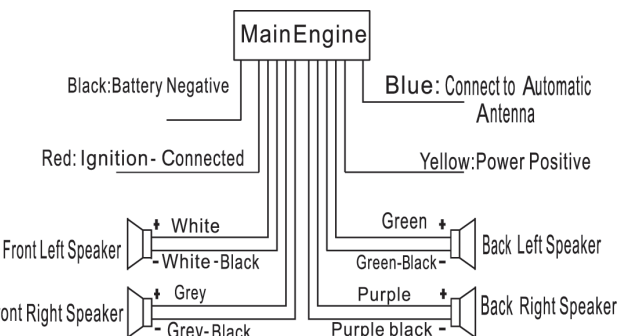 Main Engine
Black:Battery Negative
Blue: Connect to Automatic
Antenna
Red: Ignition- Connected
Yellow:Power Positive
+ White
Green +
Front Left Speaker
Back Left Speaker
- White-Black
Green-Black -
+ Grey
Purple +
ont Right Speaker
Back Right Speaker
- Grey-Black
Purple black -